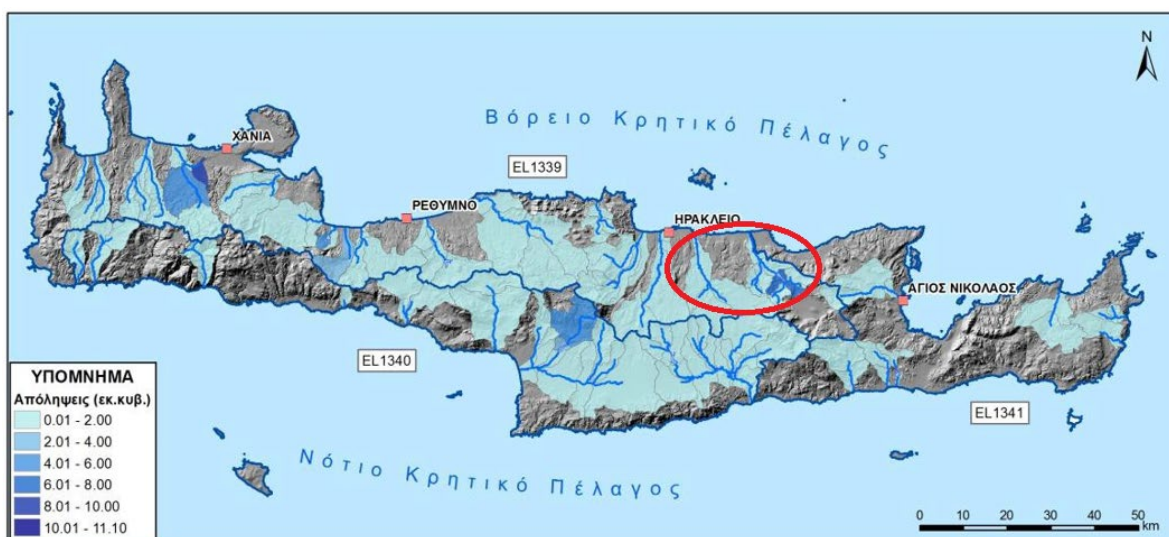 N
Βόρειο Κρητικό Πέλαγος
ΧΑΝΙΑ
EL1339
ΡΕΘΥΜΝΟ
ΗΡΑΚΛΕΙΟ
ΑΓΙΟΣ ΝΙΚΟΛΑΟΣ
EL1340
EL1341
Νότιο Κρητικό Πέλαγος
ΥΠΟΜΝΗΜΑ
Απόληψεις (εκ.κυβ.)
0.01 - 2.00
2.01 - 4.00
4.01 - 6.00
6.01 - 8.00
8.01 - 10.00
10.01 - 11.10
0 10 20 30 40 50
km